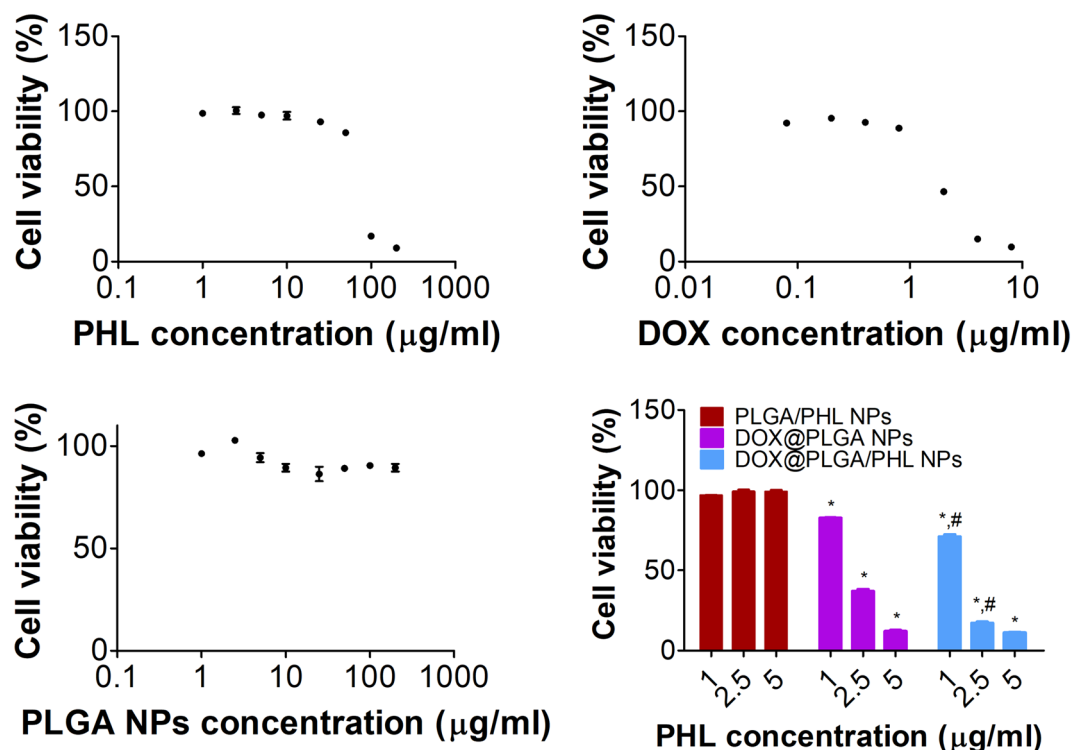 150
100
50
0
Cell viability (%)
0.1 1 10 100 1000
PHL concentration (μg/ml)
150
100
50
0
Cell viability (%)
0.01 0.1 1 10
DOX concentration (μg/ml)
100
50
0
Cell viability (%)
0.1 1 10 100 1000
PLGA NPs concentration (μg/ml)
150
100
50
0
Cell viability (%)
PLGA/PHL NPs
DOX@PLGA NPs
DOX@PLGA/PHL NPs
* * * *,# *,# *
1 2.5 5 1 2.5 5 1 2.5 5
PHL concentration (μg/ml)